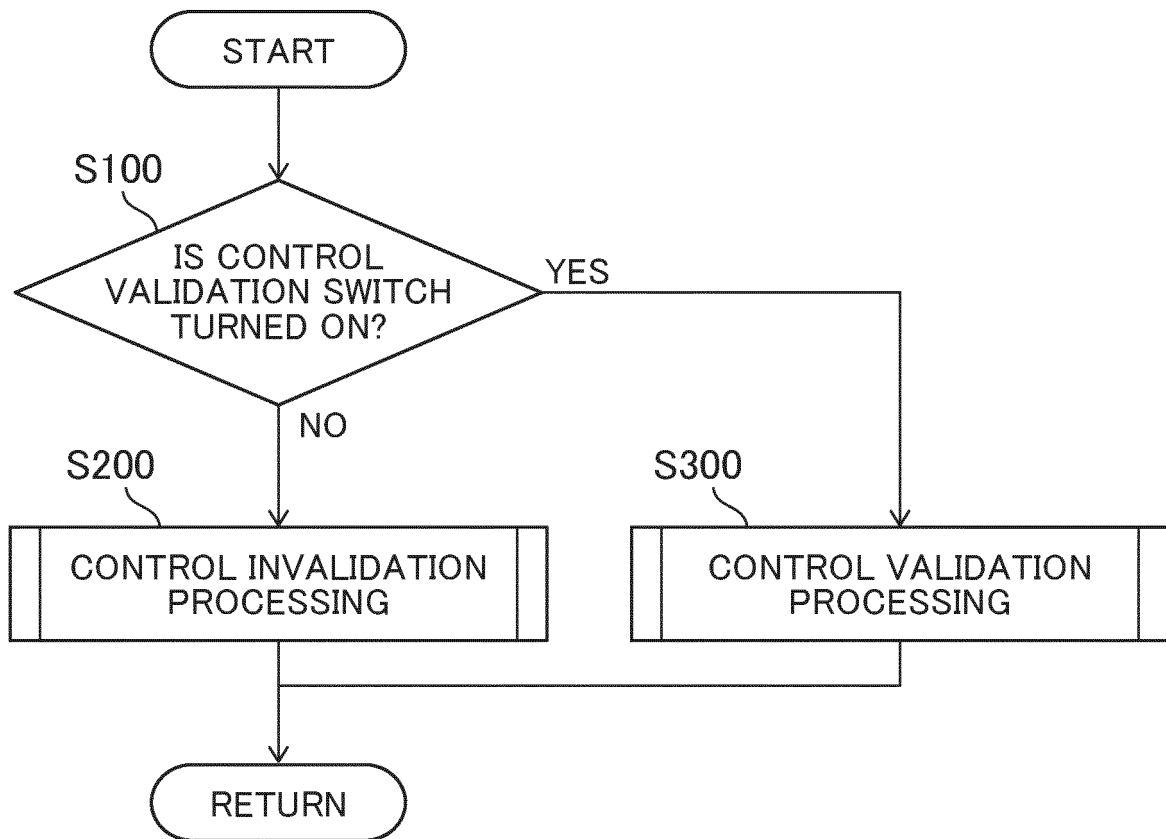 START
S100
IS CONTROL
VALIDATION SWITCH
TURNED ON?
YES
NO
S200
CONTROL INVALIDATION
PROCESSING
S300
CONTROL VALIDATION
PROCESSING
RETURN